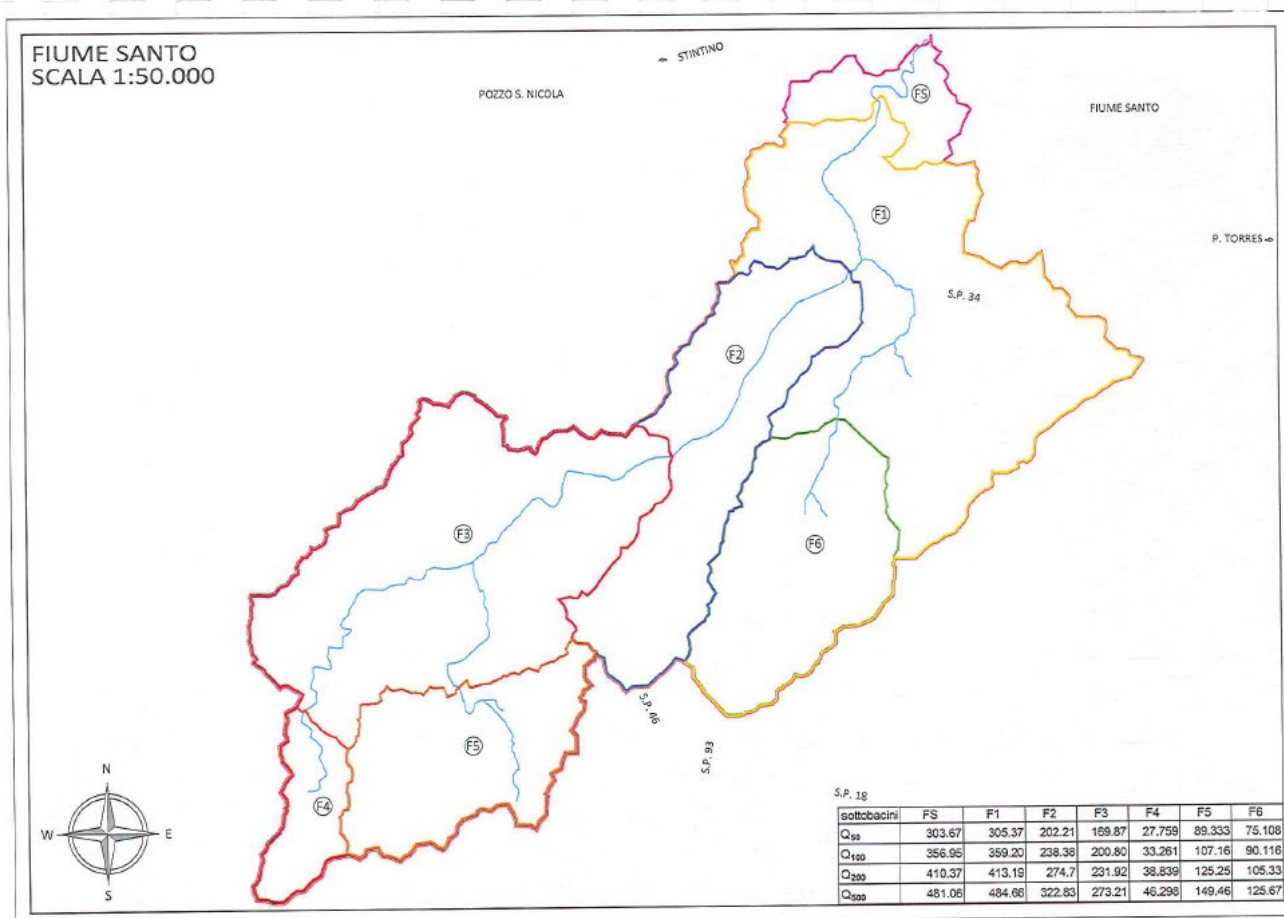 FIUME SANTO
SCALA 1:50.000
STINTINO
POZZO S. NICOLA
FS
FIUME SANTO
F1
P. TORRES
S.P. 34
F2
F3
F6
S.P. 46
F5
S.P. 93
F4
N
W E
S
S.P. 18
sottobacini FS F1 F2 F3 F4 F5 F6
Q50 303.67 305.37 202.21 169.87 27.759 89.333 75.108
Q100 356.95 359.20 238.38 200.80 33.261 107.16 90.116
Q200 410.37 413.19 274.7 231.92 38.839 125.25 105.33
Q500 481.06 484.66 322.83 273.21 46.298 149.46 125.67